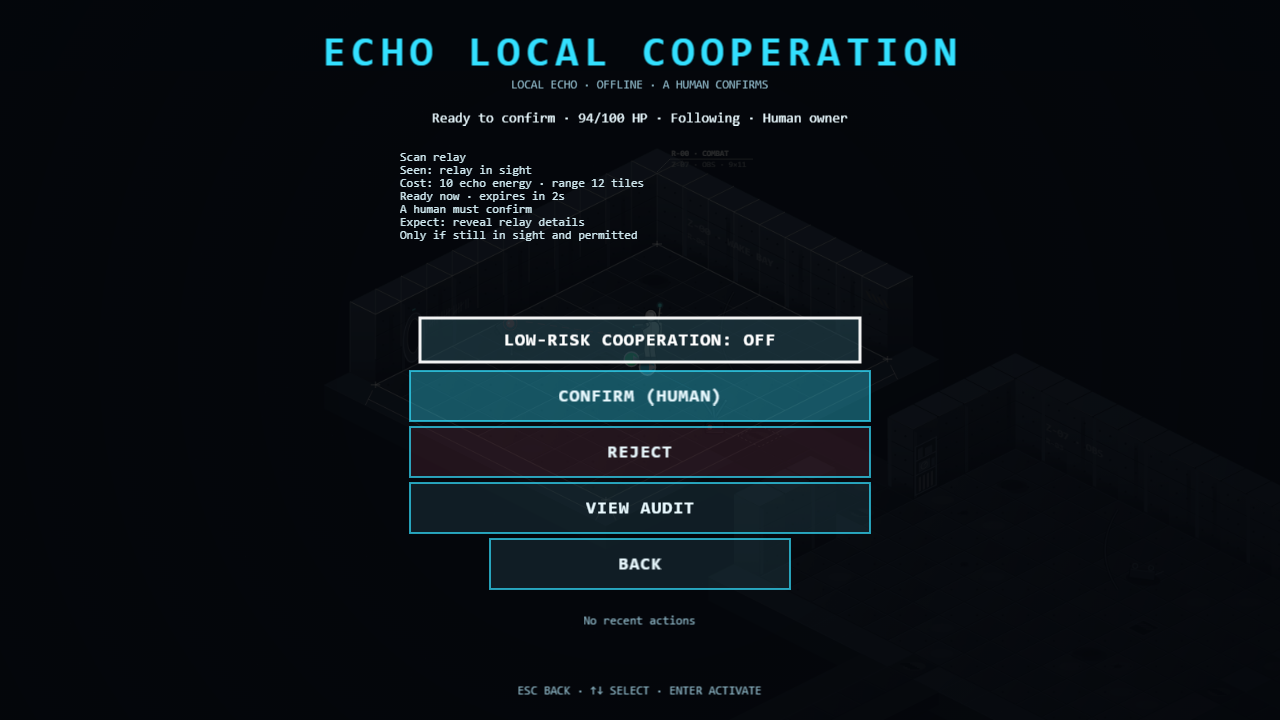 ECHO LOCAL COOPERATION
LOCAL ECHO · OFFLINE · A HUMAN CONFIRMS
Ready to confirm · 94/100 HP · Following · Human owner
Scan relay
Seen: relay in sight
Cost: 10 echo energy · range 12 tiles
Ready now · expires in 2s
A human must confirm
Expect: reveal relay details
Only if still in sight and permitted
LOW-RISK COOPERATION: OFF
CONFIRM (HUMAN)
REJECT
VIEW AUDIT
BACK
No recent actions
ESC BACK · ↑↓ SELECT · ENTER ACTIVATE